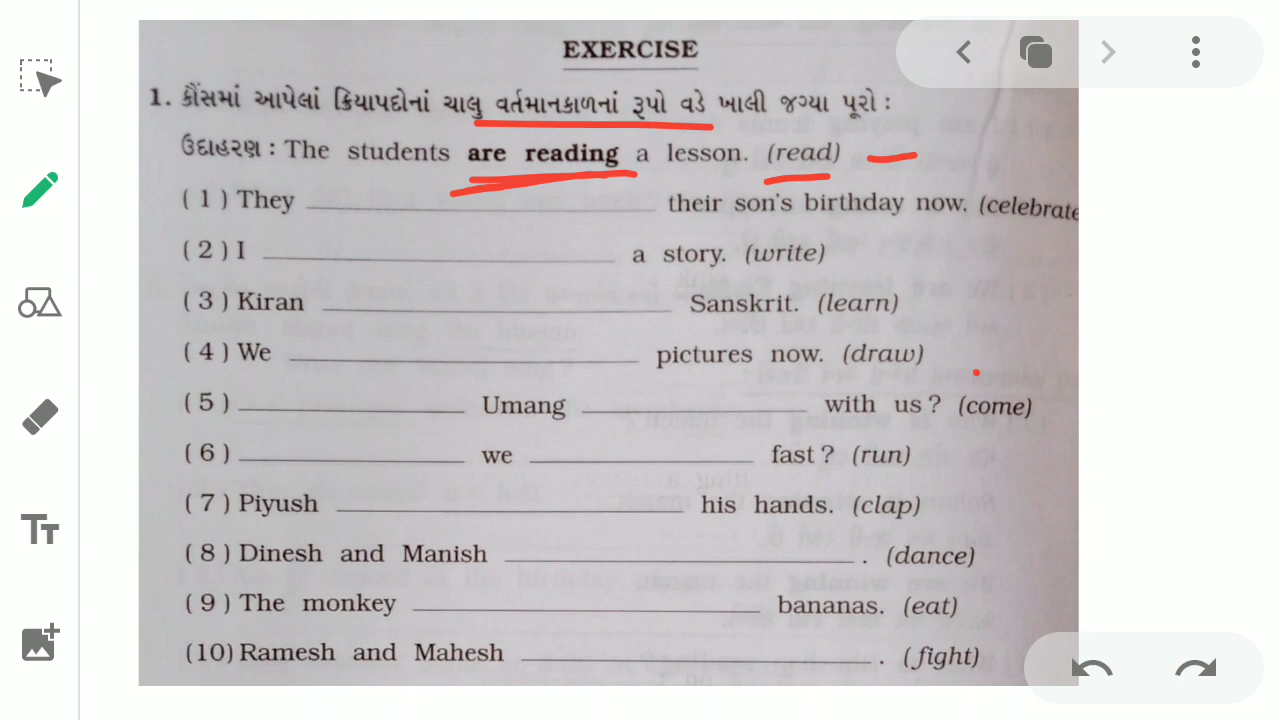 EXERCISE
1. કૌંસમાં આપેલાં ક્રિયાપદોનાં ચાલુ વર્તમાનકાળનાં રૂપો વડે ખાલી જગ્યા પૂરો :
ઉદાહરણ : The students are reading a lesson. (read)
( 1 ) They ____________ their son's birthday now. (celebrate
( 2 ) I ____________ a story. (write)
( 3 ) Kiran ____________ Sanskrit. (learn)
( 4 ) We ____________ pictures now. (draw)
( 5 ) ________ Umang ________ with us ? (come)
( 6 ) ________ we ________ fast ? (run)
( 7 ) Piyush ____________ his hands. (clap)
( 8 ) Dinesh and Manish ____________ . (dance)
( 9 ) The monkey ____________ bananas. (eat)
(10) Ramesh and Mahesh ____________ . (fight)